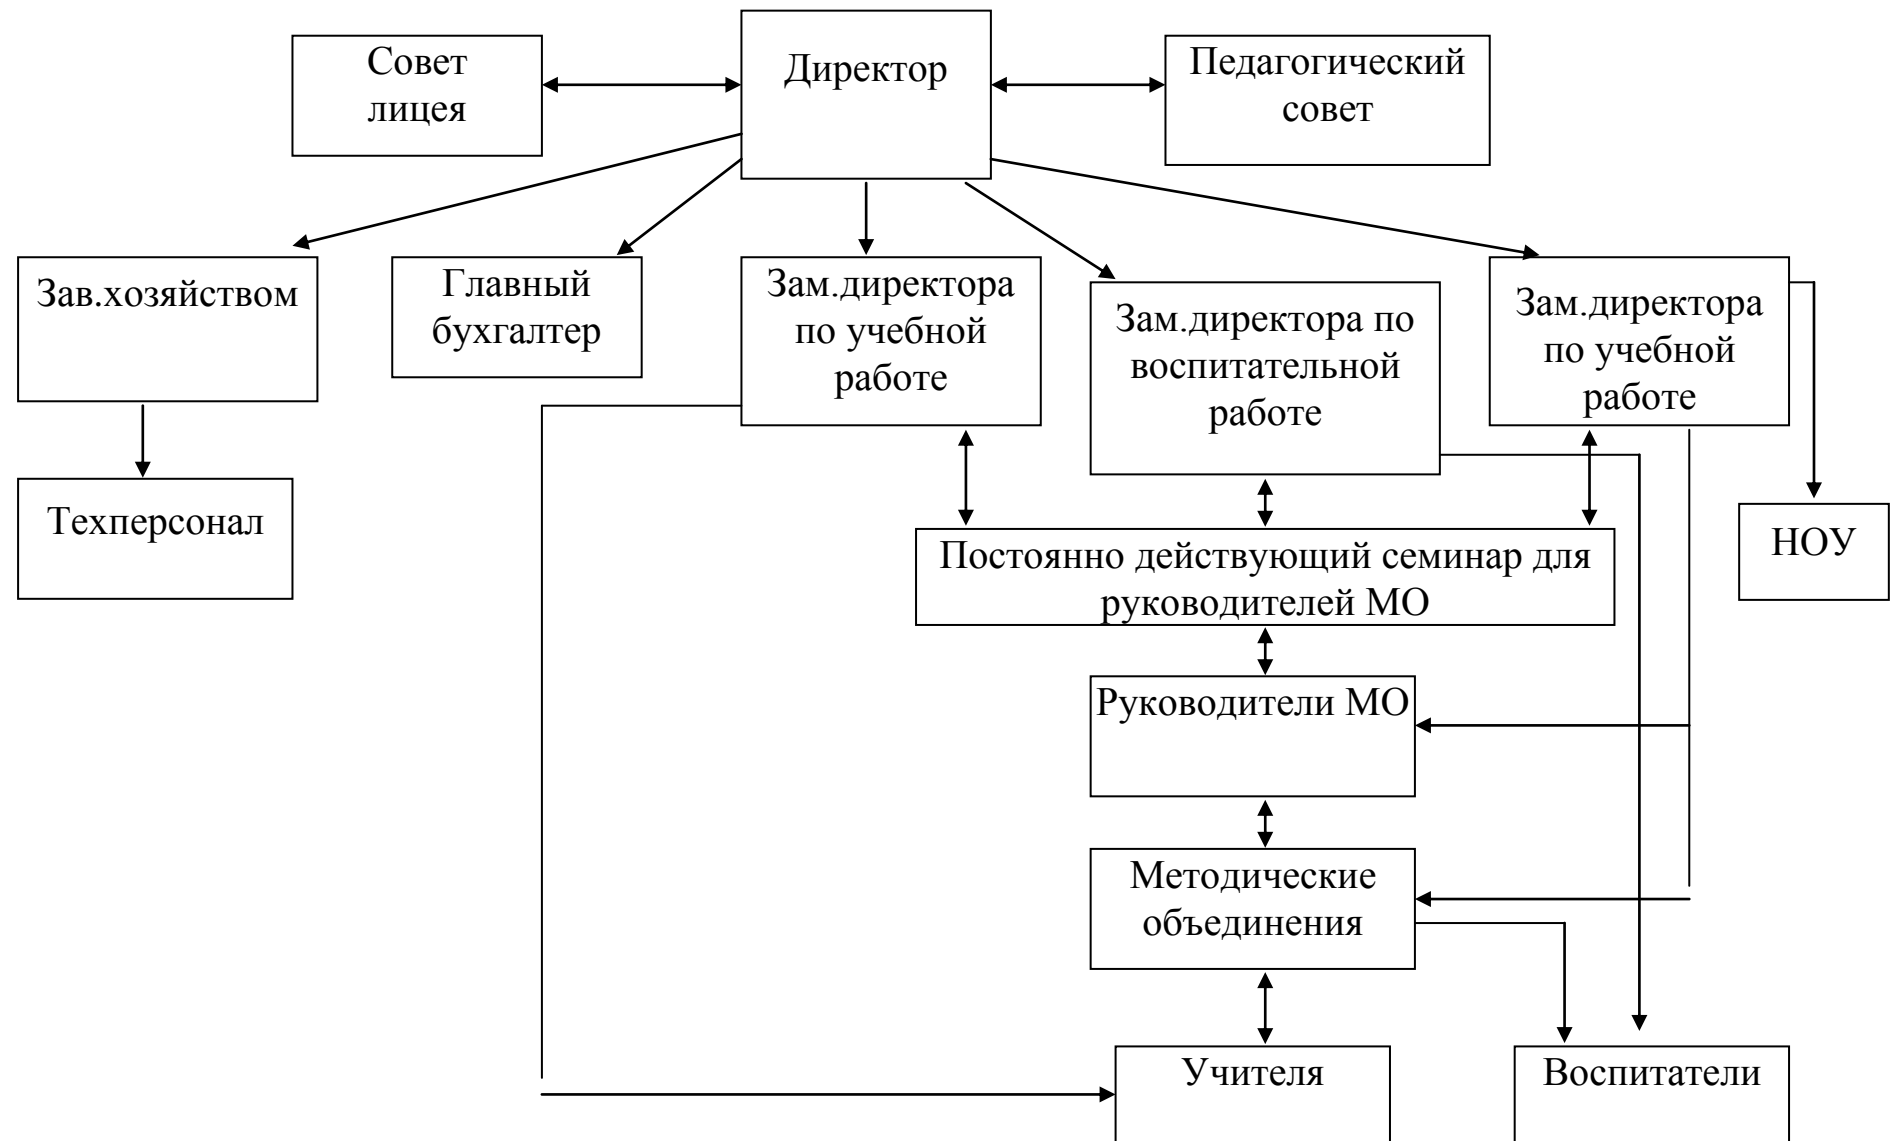 Совет
лицея
Директор
Педагогический
совет
Зав.хозяйством
Главный
бухгалтер
Зам.директора
по учебной
работе
Зам.директора по
воспитательной
работе
Зам.директора
по учебной
работе
Техперсонал
Постоянно действующий семинар для
руководителей МО
НОУ
Руководители МО
Методические
объединения
Учителя
Воспитатели